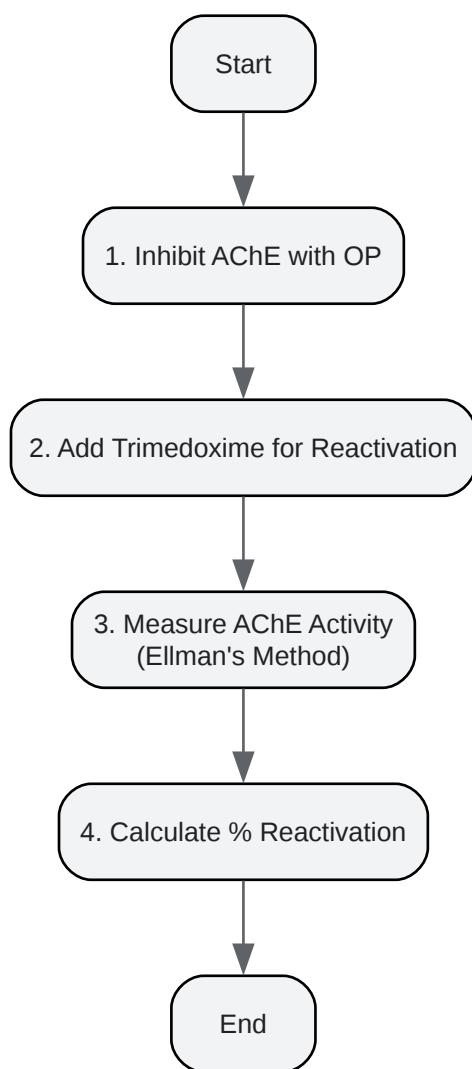 Start
1. Inhibit AChE with OP
2. Add Trimedoxime for Reactivation
3. Measure AChE Activity
(Ellman's Method)
4. Calculate % Reactivation
End